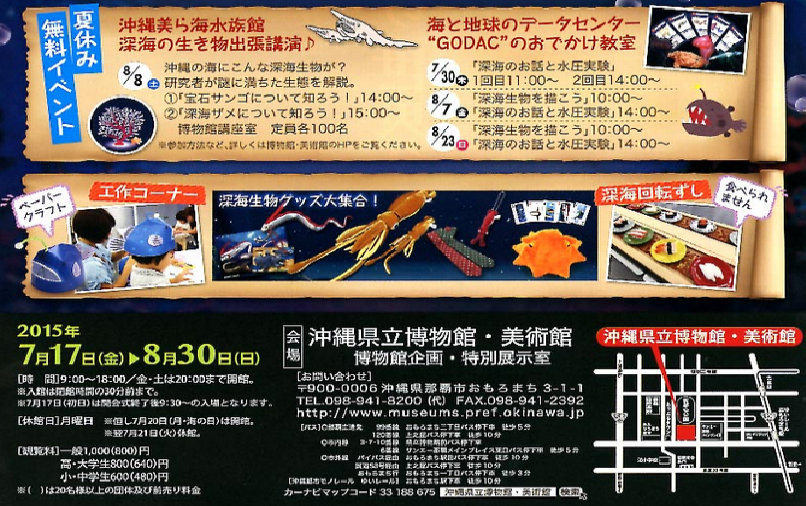 夏休み
無料イベント
沖縄美ら海水族館
深海の生き物出張講演♪
8/8 土
沖縄の海にこんな深海生物が?
研究者が謎に満ちた生態を解説。
①「宝石サンゴについて知ろう!」14:00〜
②「深海ザメについて知ろう!」15:00〜
博物館講座室 定員各100名
※参加方法など、詳しくは博物館・美術館のHPをご覧ください。
海と地球のデータセンター
“GODAC”のおでかけ教室
7/30 木
「深海のお話と水圧実験」
1回目11:00〜 2回目14:00〜
8/7 金
「深海生物を描こう」10:00〜
「深海のお話と水圧実験」14:00〜
8/23 日
「深海生物を描こう」10:00〜
「深海のお話と水圧実験」14:00〜
ペーパークラフト
工作コーナー
深海生物グッズ大集合!
深海回転ずし
食べられません
2015年
7月17日(金)▶8月30日(日)
[時 間]9:00〜18:00/金・土は20:00まで開館。
※入館は閉館時間の30分前まで。
※7月17(初日)は開会式終了後9:30〜の入場となります。
[休館日]月曜日 ※但し7月20日(月・海の日)は開館。
※翌7月21日(火)休館。
[観覧料]一般1,000(800)円
高・大学生800(640)円
小・中学生600(480)円
※( )は20名様以上の団体及び前売り料金
会場
沖縄県立博物館・美術館
博物館企画・特別展示室
[お問い合わせ]
〒900-0006 沖縄県那覇市おもろまち 3-1-1
TEL.098-941-8200(代) FAX.098-941-2392
http://www.museums.pref.okinawa.jp
カーナビマップコード 33 188 675 沖縄県立博物館・美術館 検索
沖縄県立博物館・美術館